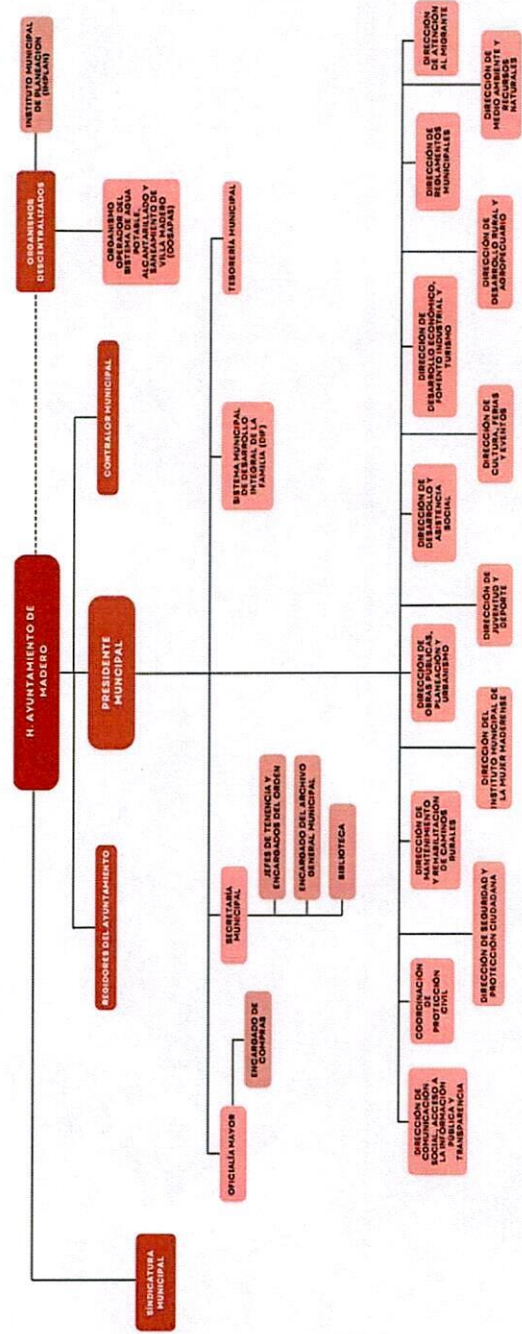 H. AYUNTAMIENTO DE
MADERO
SINDICATURA
MUNICIPAL
REGIDORES DEL AYUNTAMIENTO
PRESIDENTE
MUNCIPAL
CONTRALOR MUNICIPAL
ORGANISMOS
DESCENTRALIZADOS
INSTITUTO MUNICIPAL
DE PLANEACION
(IMPLAN)
ORGANISMO
OPERADOR DEL
SISTEMA DE AGUA
POTABLE,
ALCANTARILLADO Y
SANEAMIENTO DE
VILLA MADERO
(OOSAPAS)
OFICIALÍA MAYOR
ENCARGADO DE
COMPRAS
SECRETARÍA
MUNICIPAL
JEFES DE TENENCIA Y
ENCARGADOS DEL ORDEN
ENCARGADO DEL ARCHIVO
GENERAL MUNICIPAL
BIBLIOTECA
SISTEMA MUNICIPAL
DE DESARROLLO
INTEGRAL DE LA
FAMILIA (DIF)
TESORERÍA MUNICIPAL
DIRECCIÓN DE
COMUNICACIÓN
SOCIAL, ACCESO A
LA INFORMACIÓN
PÚBLICA Y
TRANSPARENCIA
COORDINACIÓN
DE
PROTECCIÓN
CIVIL
DIRECCIÓN DE
MANTENIMIENTO
Y REHABILITACIÓN
DE CAMINOS
RURALES
DIRECCIÓN DE
OBRAS PÚBLICAS,
PLANEACIÓN Y
URBANISMO
DIRECCIÓN DE
DESARROLLO Y
ASISTENCIA
SOCIAL
DIRECCIÓN DE
DESARROLLO ECONÓMICO,
FOMENTO INDUSTRIAL Y
TURISMO
DIRECCIÓN DE
REGLAMENTOS
MUNICIPALES
DIRECCIÓN
DE ATENCIÓN
AL MIGRANTE
DIRECCIÓN DE SEGURIDAD Y
PROTECCIÓN CIUDADANA
DIRECCIÓN DEL
INSTITUTO MUNICIPAL DE
LA MUJER MADERENSE
DIRECCIÓN DE
JUVENTUD Y
DEPORTE
DIRECCIÓN DE
CULTURA, FERIAS
Y EVENTOS
DIRECCIÓN DE
DESARROLLO RURAL Y
AGROPECUARIO
DIRECCIÓN DE
MEDIO AMBIENTE Y
RECURSOS
NATURALES